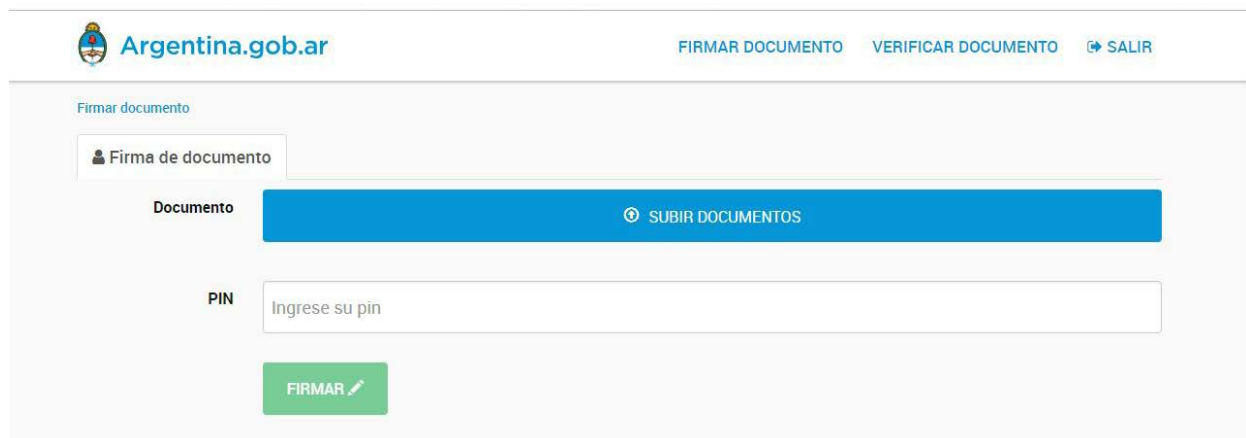 Argentina.gob.ar
FIRMAR DOCUMENTO VERIFICAR DOCUMENTO SALIR
Firmar documento
Firma de documento
Documento
SUBIR DOCUMENTOS
PIN
Ingrese su pin
FIRMAR